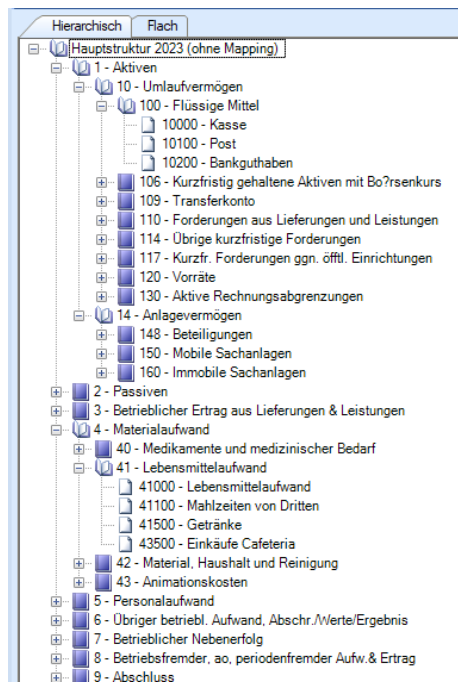 Hierarchisch Flach
Hauptstruktur 2023 (ohne Mapping)
1 - Aktiven
10 - Umlaufvermögen
100 - Flüssige Mittel
10000 - Kasse
10100 - Post
10200 - Bankguthaben
106 - Kurzfristig gehaltene Aktiven mit Bo?rsenkurs
109 - Transferkonto
110 - Forderungen aus Lieferungen und Leistungen
114 - Übrige kurzfristige Forderungen
117 - Kurzfr. Forderungen ggn. öfftl. Einrichtungen
120 - Vorräte
130 - Aktive Rechnungsabgrenzungen
14 - Anlagevermögen
148 - Beteiligungen
150 - Mobile Sachanlagen
160 - Immobile Sachanlagen
2 - Passiven
3 - Betrieblicher Ertrag aus Lieferungen & Leistungen
4 - Materialaufwand
40 - Medikamente und medizinischer Bedarf
41 - Lebensmittelaufwand
41000 - Lebensmittelaufwand
41100 - Mahlzeiten von Dritten
41500 - Getränke
43500 - Einkäufe Cafeteria
42 - Material, Haushalt und Reinigung
43 - Animationskosten
5 - Personalaufwand
6 - Übriger betriebl. Aufwand, Abschr./Werte/Ergebnis
7 - Betrieblicher Nebenerfolg
8 - Betriebsfremder, ao, periodenfremder Aufw.& Ertrag
9 - Abschluss